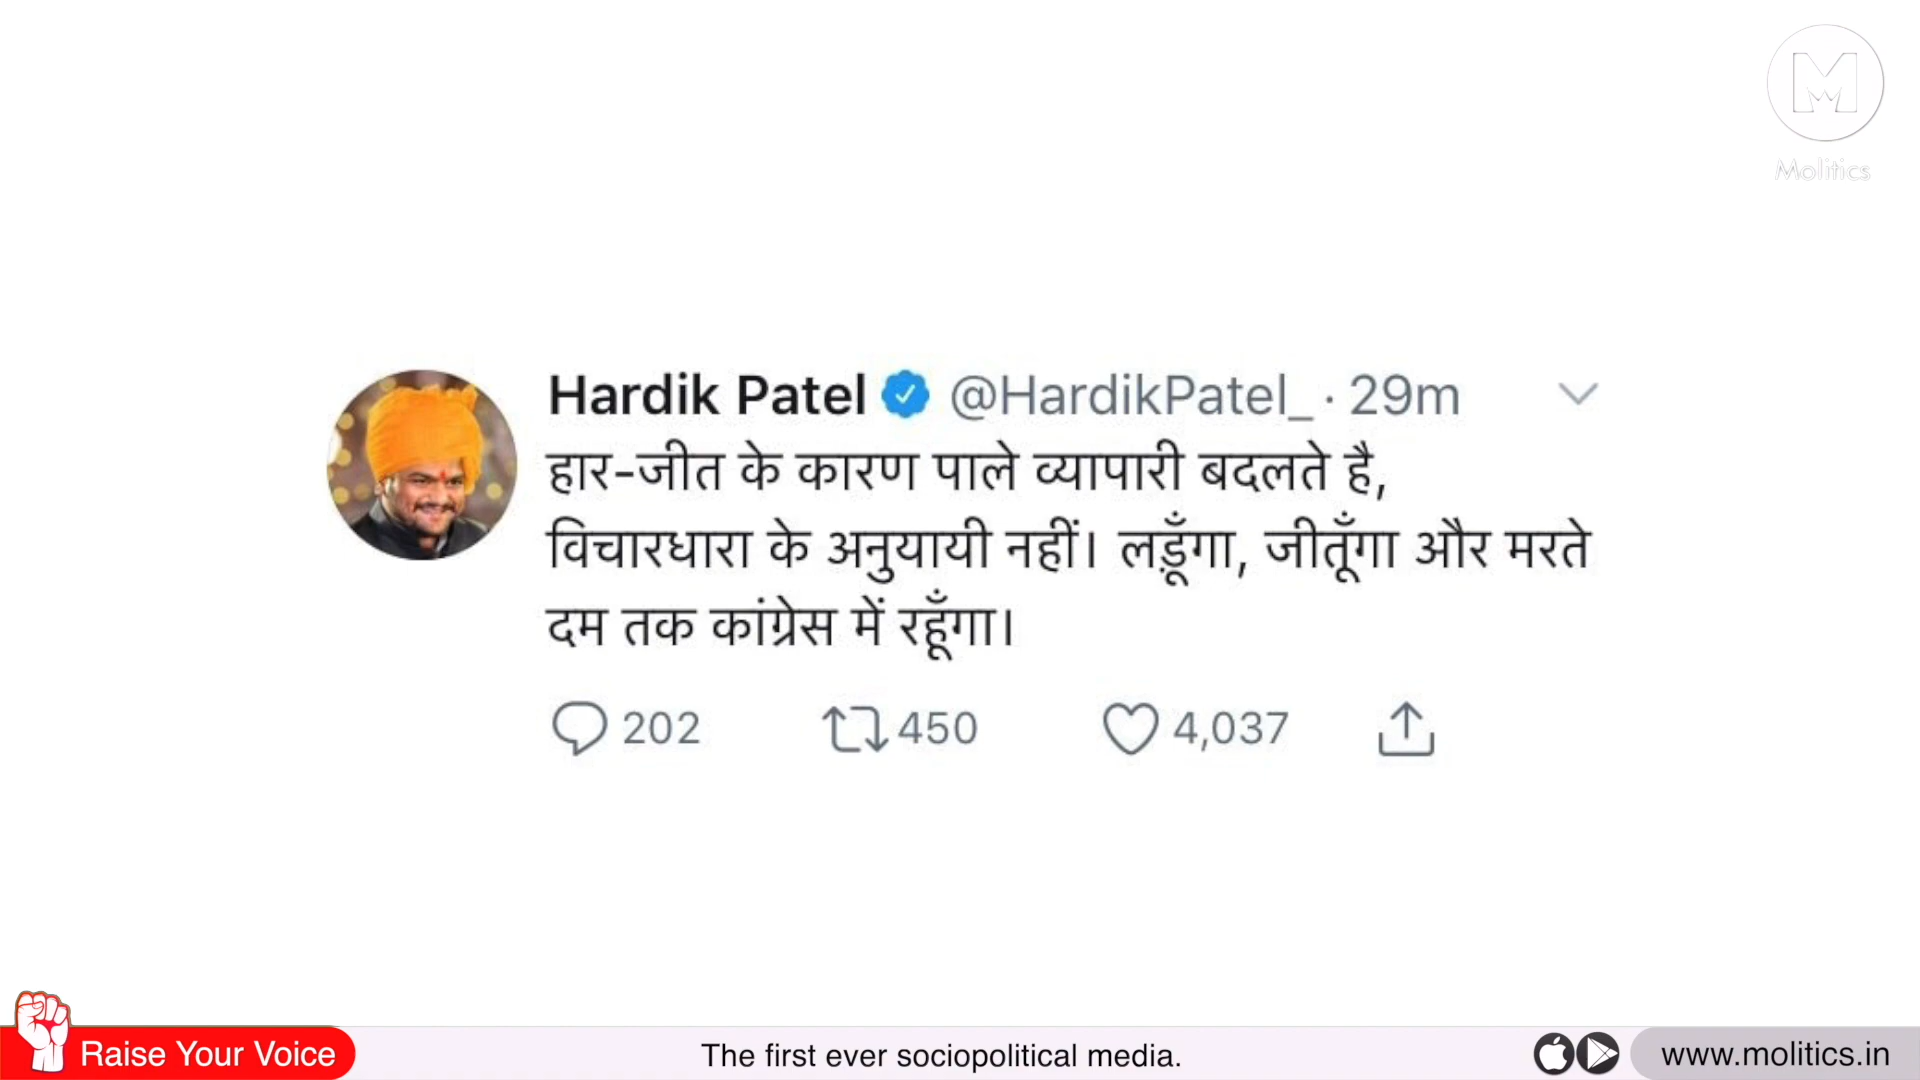 M
Molitics
Hardik Patel @HardikPatel_ · 29m
हार-जीत के कारण पाले व्यापारी बदलते है,
विचारधारा के अनुयायी नहीं। लड़ूँगा, जीतूँगा और मरते
दम तक कांग्रेस में रहूँगा।
202 450 4,037
Raise Your Voice
The first ever sociopolitical media.
www.molitics.in